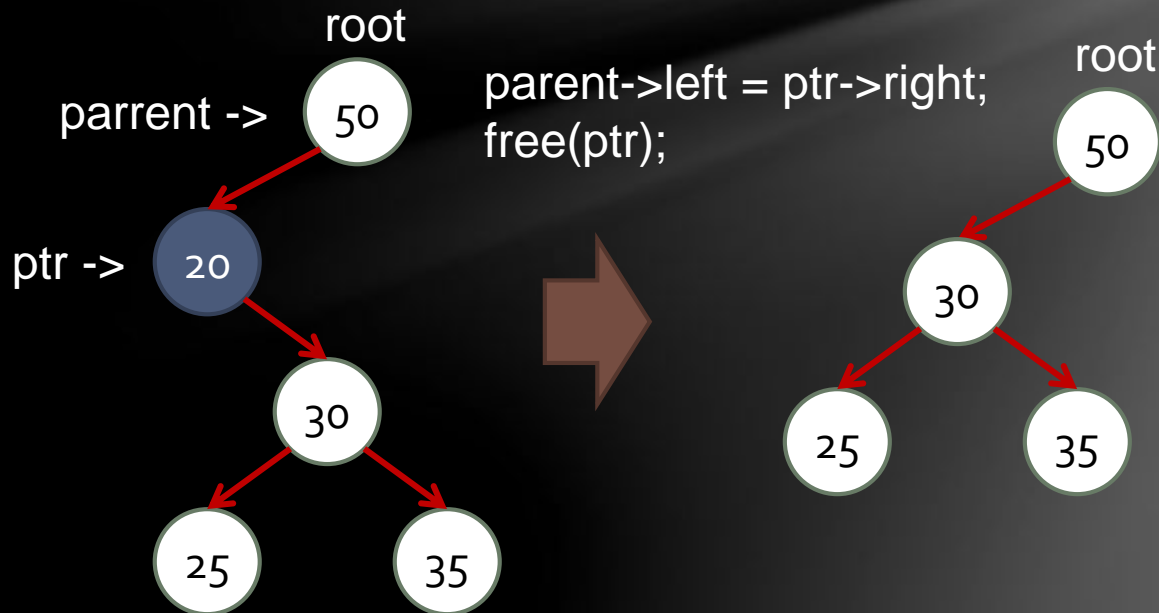 root
parrent ->
50
ptr ->
20
30
25
35
parent->left = ptr->right;
free(ptr);
root
50
30
25
35